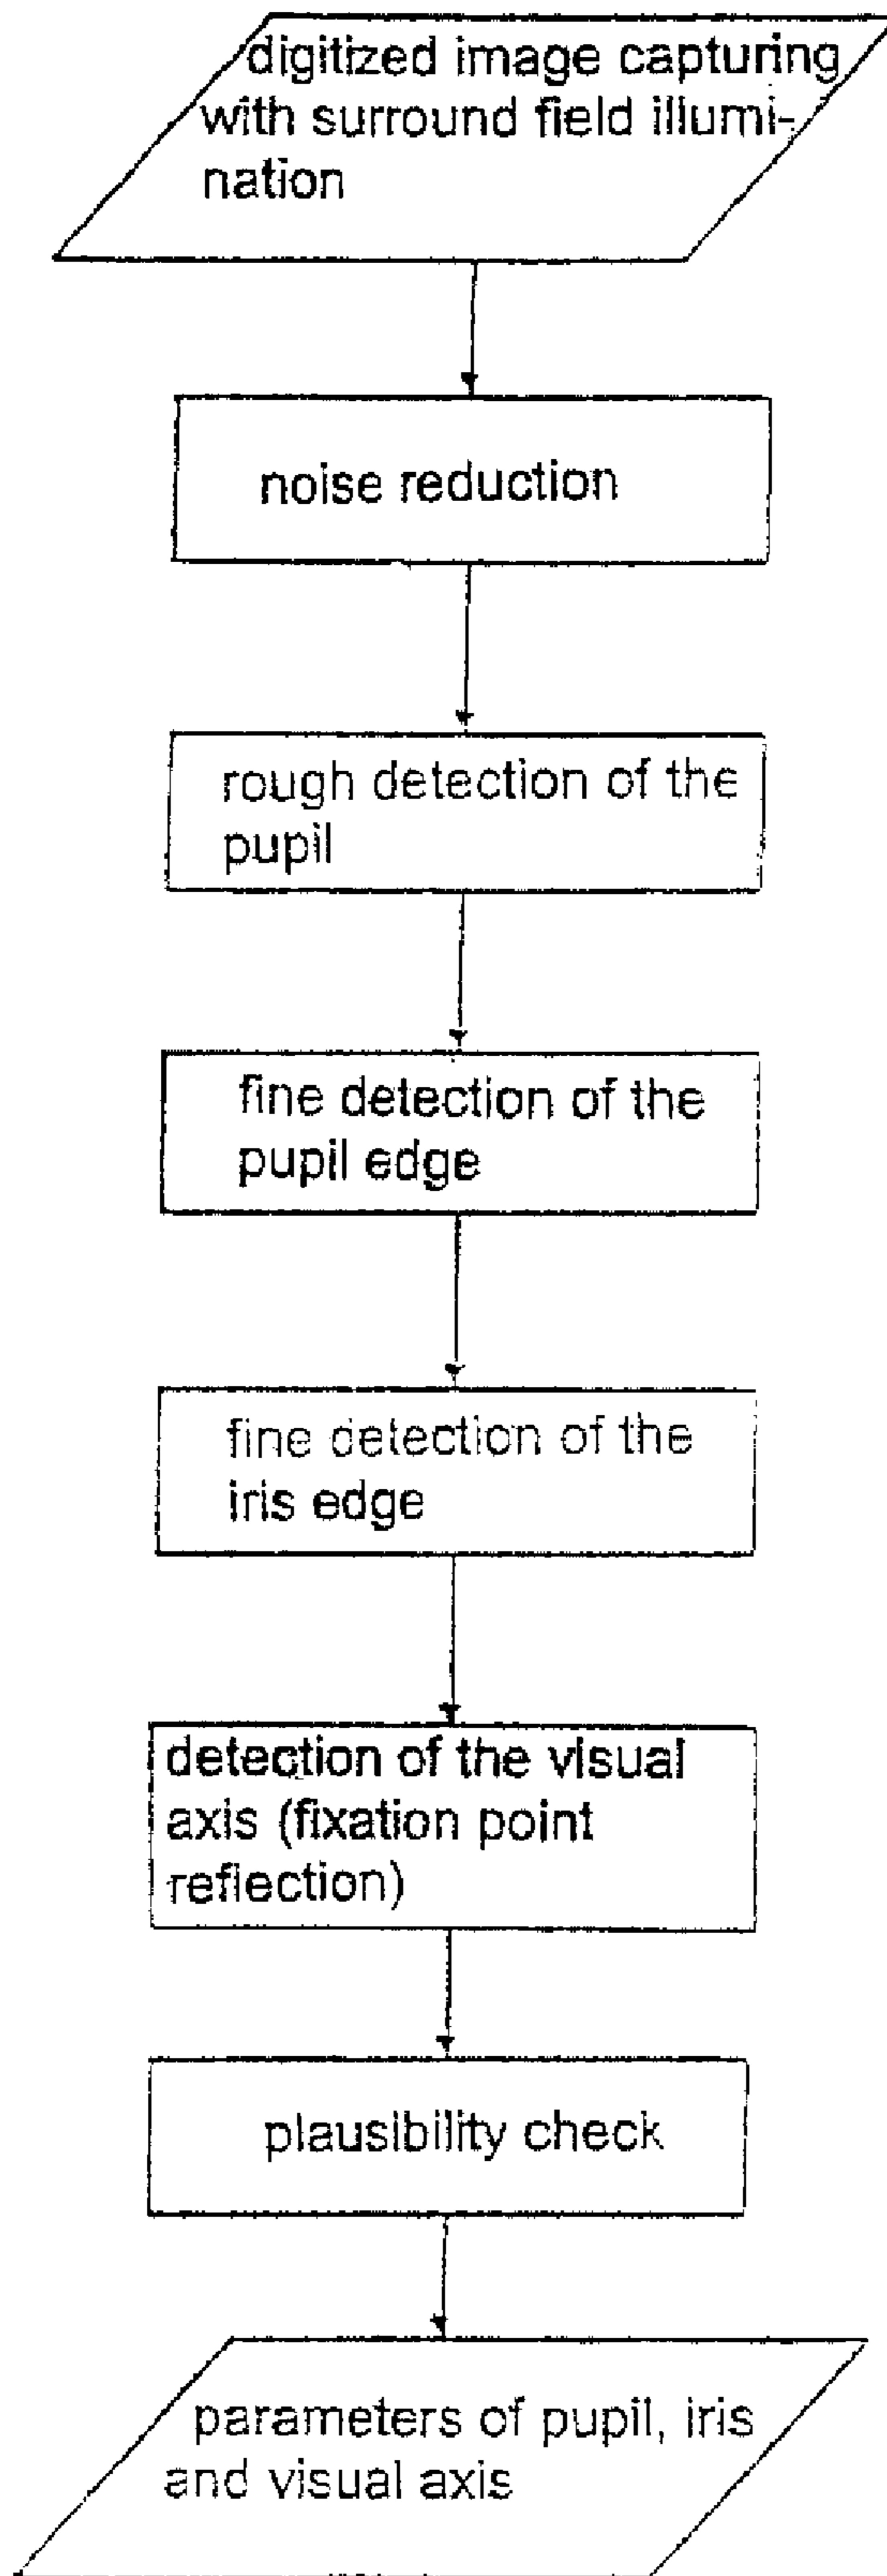 digitized image capturing
with surround field illumi-
nation
noise reduction
rough detection of the
pupil
fine detection of the
pupil edge
fine detection of the
iris edge
detection of the visual
axis (fixation point
reflection)
plausibility check
parameters of pupil, iris
and visual axis